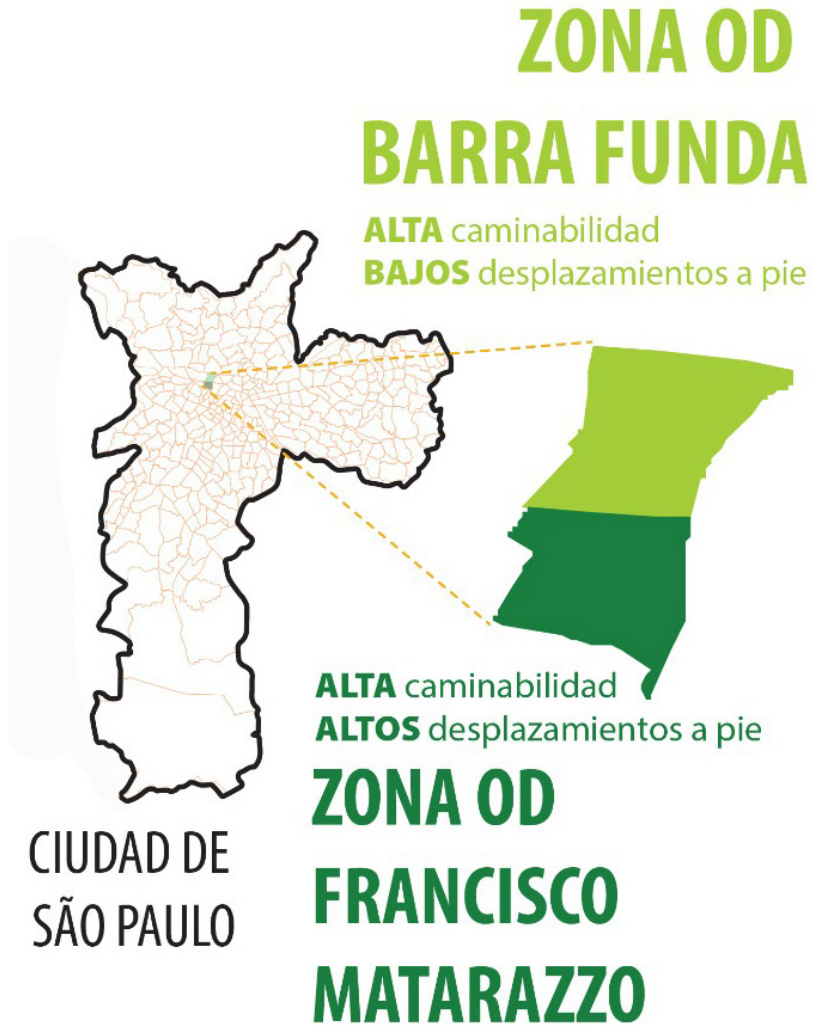 ZONA OD
BARRA FUNDA
ALTA caminabilidad
BAJOS desplazamientos a pie
ALTA caminabilidad
ALTOS desplazamientos a pie
ZONA OD
FRANCISCO
MATARAZZO
CIUDAD DE
SÃO PAULO